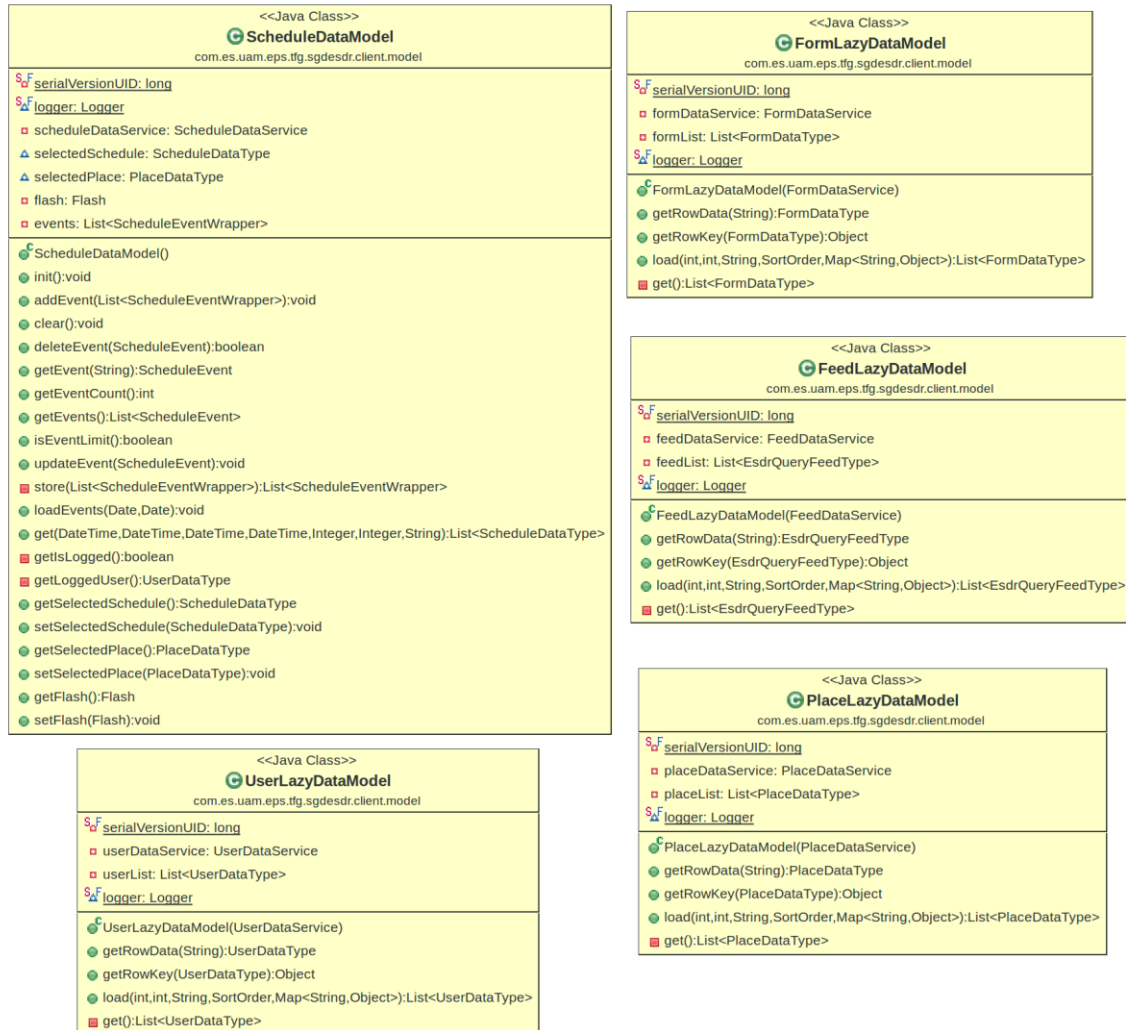 <<Java Class>>
ScheduleDataModel
com.es.uam.eps.tfg.sgdesdr.client.model
serialVersionUID: long
logger: Logger
scheduleDataService: ScheduleDataService
selectedSchedule: ScheduleDataType
selectedPlace: PlaceDataType
flash: Flash
events: List<ScheduleEventWrapper>
ScheduleDataModel()
init():void
addEvent(List<ScheduleEventWrapper>):void
clear():void
deleteEvent(ScheduleEvent):boolean
getEvent(String):ScheduleEvent
getEventCount():int
getEvents():List<ScheduleEvent>
isEventLimit():boolean
updateEvent(ScheduleEvent):void
store(List<ScheduleEventWrapper>):List<ScheduleEventWrapper>
loadEvents(Date,Date):void
get(DateTime,DateTime,DateTime,DateTime,Integer,Integer,String):List<ScheduleDataType>
getIsLogged():boolean
getLoggedUser():UserDataType
getSelectedSchedule():ScheduleDataType
setSelectedSchedule(ScheduleDataType):void
getSelectedPlace():PlaceDataType
setSelectedPlace(PlaceDataType):void
getFlash():Flash
setFlash(Flash):void
<<Java Class>>
FormLazyDataModel
com.es.uam.eps.tfg.sgdesdr.client.model
serialVersionUID: long
formDataService: FormDataService
formList: List<FormDataType>
logger: Logger
FormLazyDataModel(FormDataService)
getRowData(String):FormDataType
getRowKey(FormDataType):Object
load(int,int,String,SortOrder,Map<String,Object>):List<FormDataType>
get():List<FormDataType>
<<Java Class>>
FeedLazyDataModel
com.es.uam.eps.tfg.sgdesdr.client.model
serialVersionUID: long
feedDataService: FeedDataService
feedList: List<EsdrQueryFeedType>
logger: Logger
FeedLazyDataModel(FeedDataService)
getRowData(String):EsdrQueryFeedType
getRowKey(EsdrQueryFeedType):Object
load(int,int,String,SortOrder,Map<String,Object>):List<EsdrQueryFeedType>
get():List<EsdrQueryFeedType>
<<Java Class>>
PlaceLazyDataModel
com.es.uam.eps.tfg.sgdesdr.client.model
serialVersionUID: long
placeDataService: PlaceDataService
placeList: List<PlaceDataType>
logger: Logger
PlaceLazyDataModel(PlaceDataService)
getRowData(String):PlaceDataType
getRowKey(PlaceDataType):Object
load(int,int,String,SortOrder,Map<String,Object>):List<PlaceDataType>
get():List<PlaceDataType>
<<Java Class>>
UserLazyDataModel
com.es.uam.eps.tfg.sgdesdr.client.model
serialVersionUID: long
userDataService: UserDataService
userList: List<UserDataType>
logger: Logger
UserLazyDataModel(UserDataService)
getRowData(String):UserDataType
getRowKey(UserDataType):Object
load(int,int,String,SortOrder,Map<String,Object>):List<UserDataType>
get():List<UserDataType>